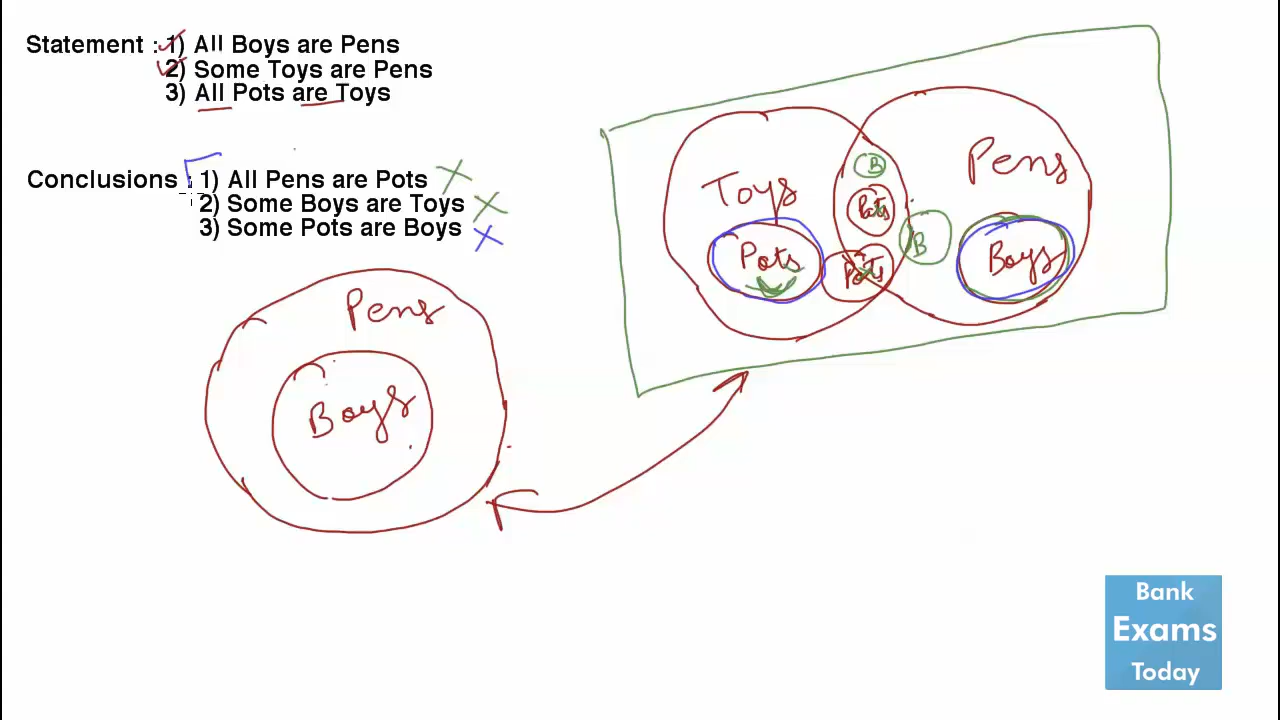 Statement : 1) All Boys are Pens
2) Some Toys are Pens
3) All Pots are Toys
Conclusions : 1) All Pens are Pots
2) Some Boys are Toys
3) Some Pots are Boys
Toys
Pens
B
Pots
B
Pots
Pots
Boys
Pens
Boys
Bank
Exams
Today